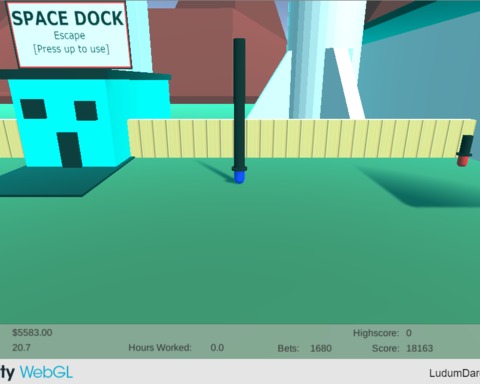 SPACE DOCK
Escape
[Press up to use]
$5583.00
Highscore: 0
20.7
Hours Worked: 0.0
Bets: 1680
Score: 18163
ty WebGL
LudumDar